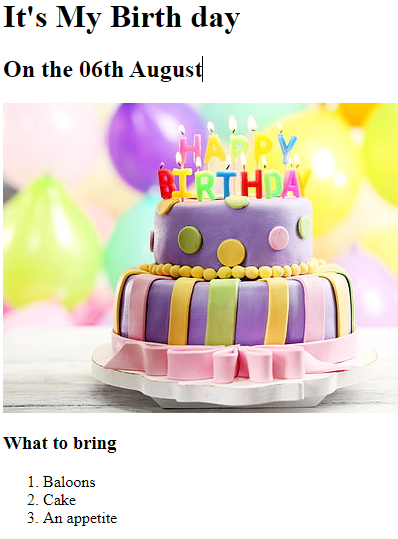 It's My Birth day
On the 06th August
HAPPY
BIRTHDAY
What to bring
1. Baloons
2. Cake
3. An appetite